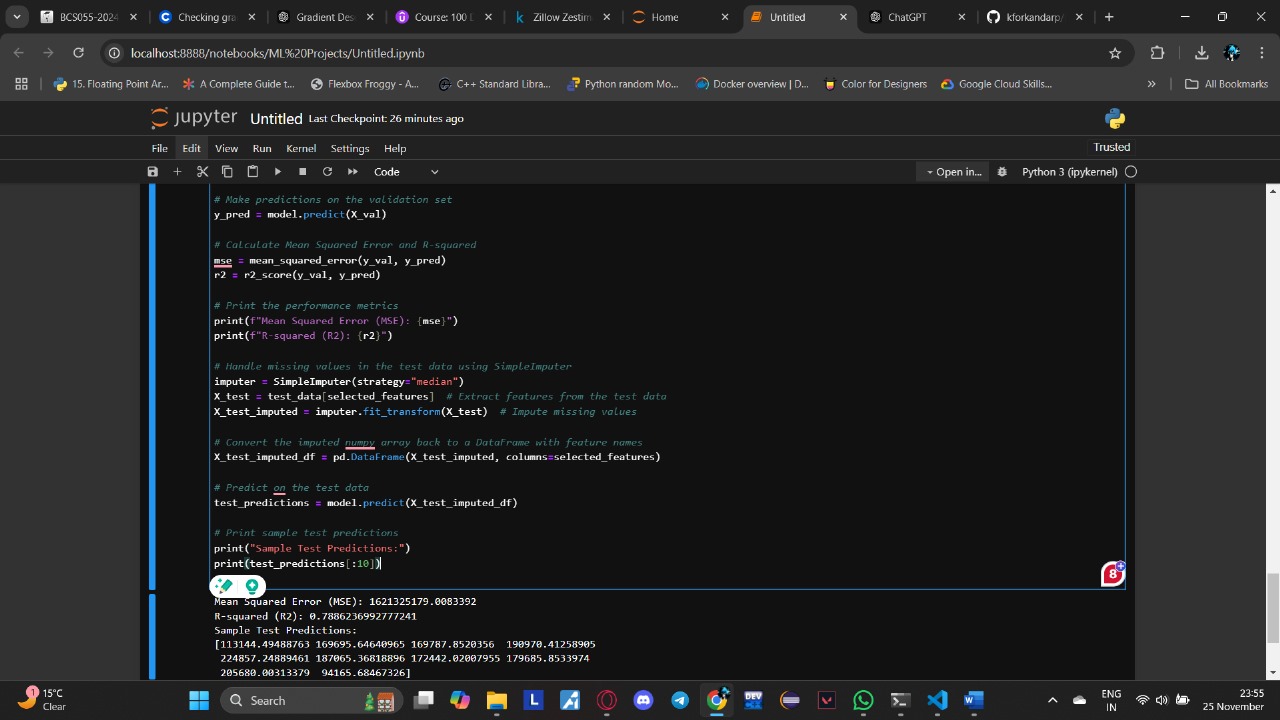 BCS055-2024
Checking gra
Gradient Des
Course: 100 D
Zillow Zestim
Home
Untitled
ChatGPT
kforkandarp/
localhost:8888/notebooks/ML%20Projects/Untitled.ipynb
15. Floating Point Ar...
A Complete Guide t...
Flexbox Froggy - A...
C++ Standard Libra...
Python random Mo...
Docker overview | D...
Color for Designers
Google Cloud Skills...
»
All Bookmarks
jupyter Untitled Last Checkpoint: 26 minutes ago
File Edit View Run Kernel Settings Help
Trusted
Code
Open in...
Python 3 (ipykernel)
# Make predictions on the validation set
y_pred = model.predict(X_val)
# Calculate Mean Squared Error and R-squared
mse = mean_squared_error(y_val, y_pred)
r2 = r2_score(y_val, y_pred)
# Print the performance metrics
print(f"Mean Squared Error (MSE): {mse}")
print(f"R-squared (R2): {r2}")
# Handle missing values in the test data using SimpleImputer
imputer = SimpleImputer(strategy="median")
X_test = test_data[selected_features]  # Extract features from the test data
X_test_imputed = imputer.fit_transform(X_test)  # Impute missing values
# Convert the imputed numpy array back to a DataFrame with feature names
X_test_imputed_df = pd.DataFrame(X_test_imputed, columns=selected_features)
# Predict on the test data
test_predictions = model.predict(X_test_imputed_df)
# Print sample test predictions
print("Sample Test Predictions:")
print(test_predictions[:10])
8
Mean Squared Error (MSE): 1621325179.0083392
R-squared (R2): 0.7886236992777241
Sample Test Predictions:
[113144.49488763 169695.64640965 169787.8520356  190970.41258905
224857.24889461 187065.36818896 172442.02007955 179685.8533974
205680.00313379  94165.68467326]
1
15°C
Clear
Search
L
DEV
ENG
IN
23:55
25 November